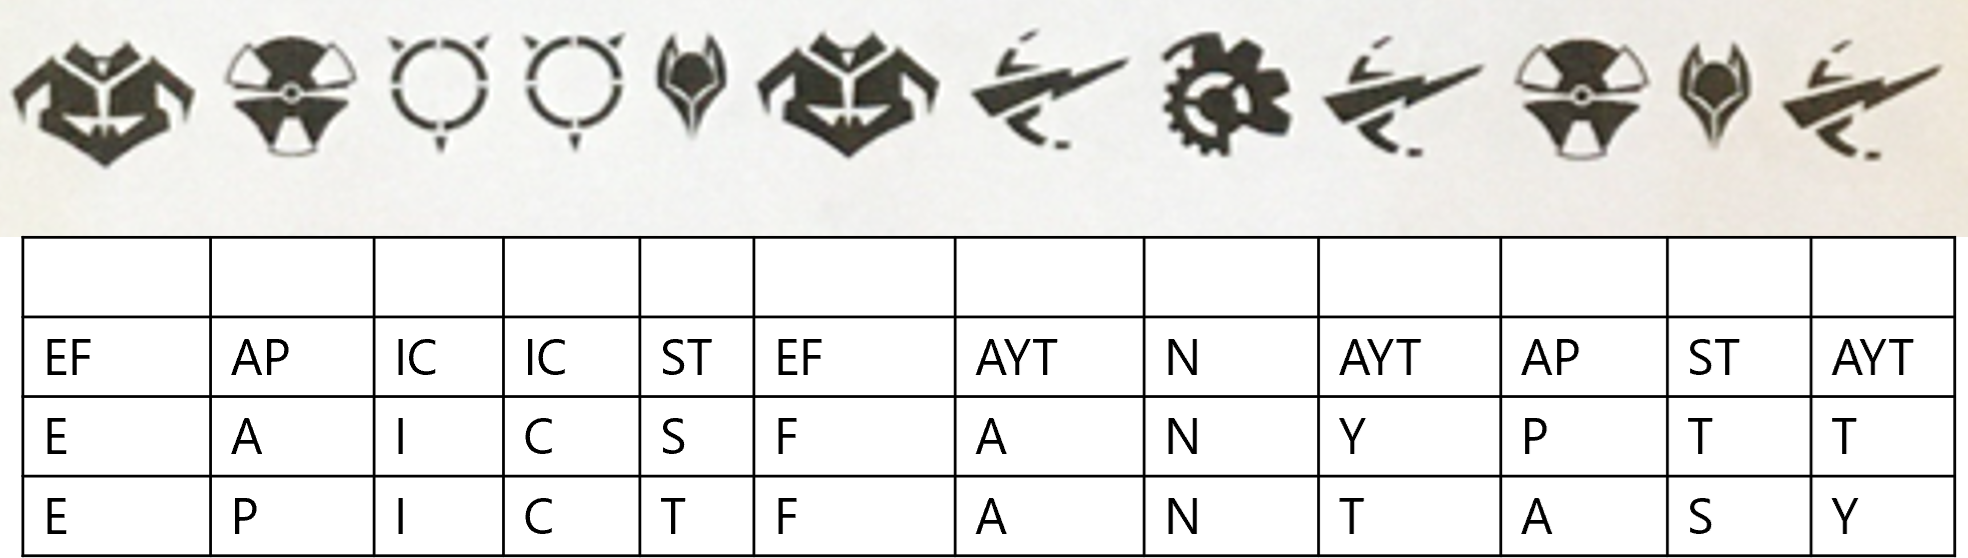 EF AP IC IC ST EF AYT N AYT AP ST AYT
E A I C S F A N Y P T T
E P I C T F A N T A S Y